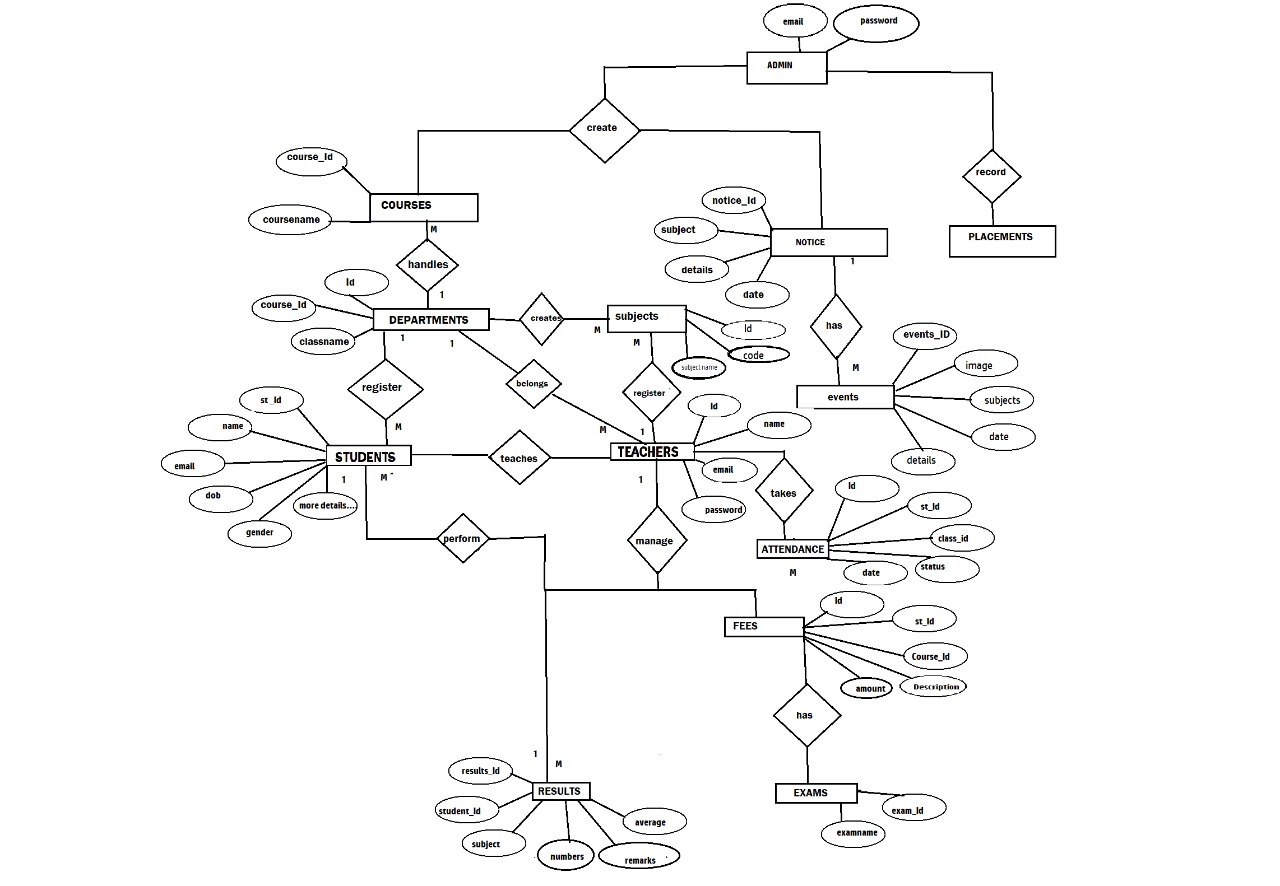 email
password
ADMIN
create
course_Id
record
COURSES
notice_Id
coursename
M
subject
NOTICE
PLACEMENTS
handles
details
1
Id
date
1
course_Id
DEPARTMENTS
creates
subjects
M
Id
has
events_ID
classname
1
1
M
code
subject name
M
image
register
belongs
register
events
subjects
st_Id
name
M
M
1
Id
name
date
STUDENTS
teaches
TEACHERS
email
details
email
1
M
1
takes
Id
dob
more details....
password
st_Id
gender
perform
manage
ATTENDANCE
class_id
M
date
status
Id
FEES
st_Id
Course_Id
amount
Description
has
1
M
results_Id
RESULTS
EXAMS
student_Id
average
exam_Id
subject
numbers
remarks
examname